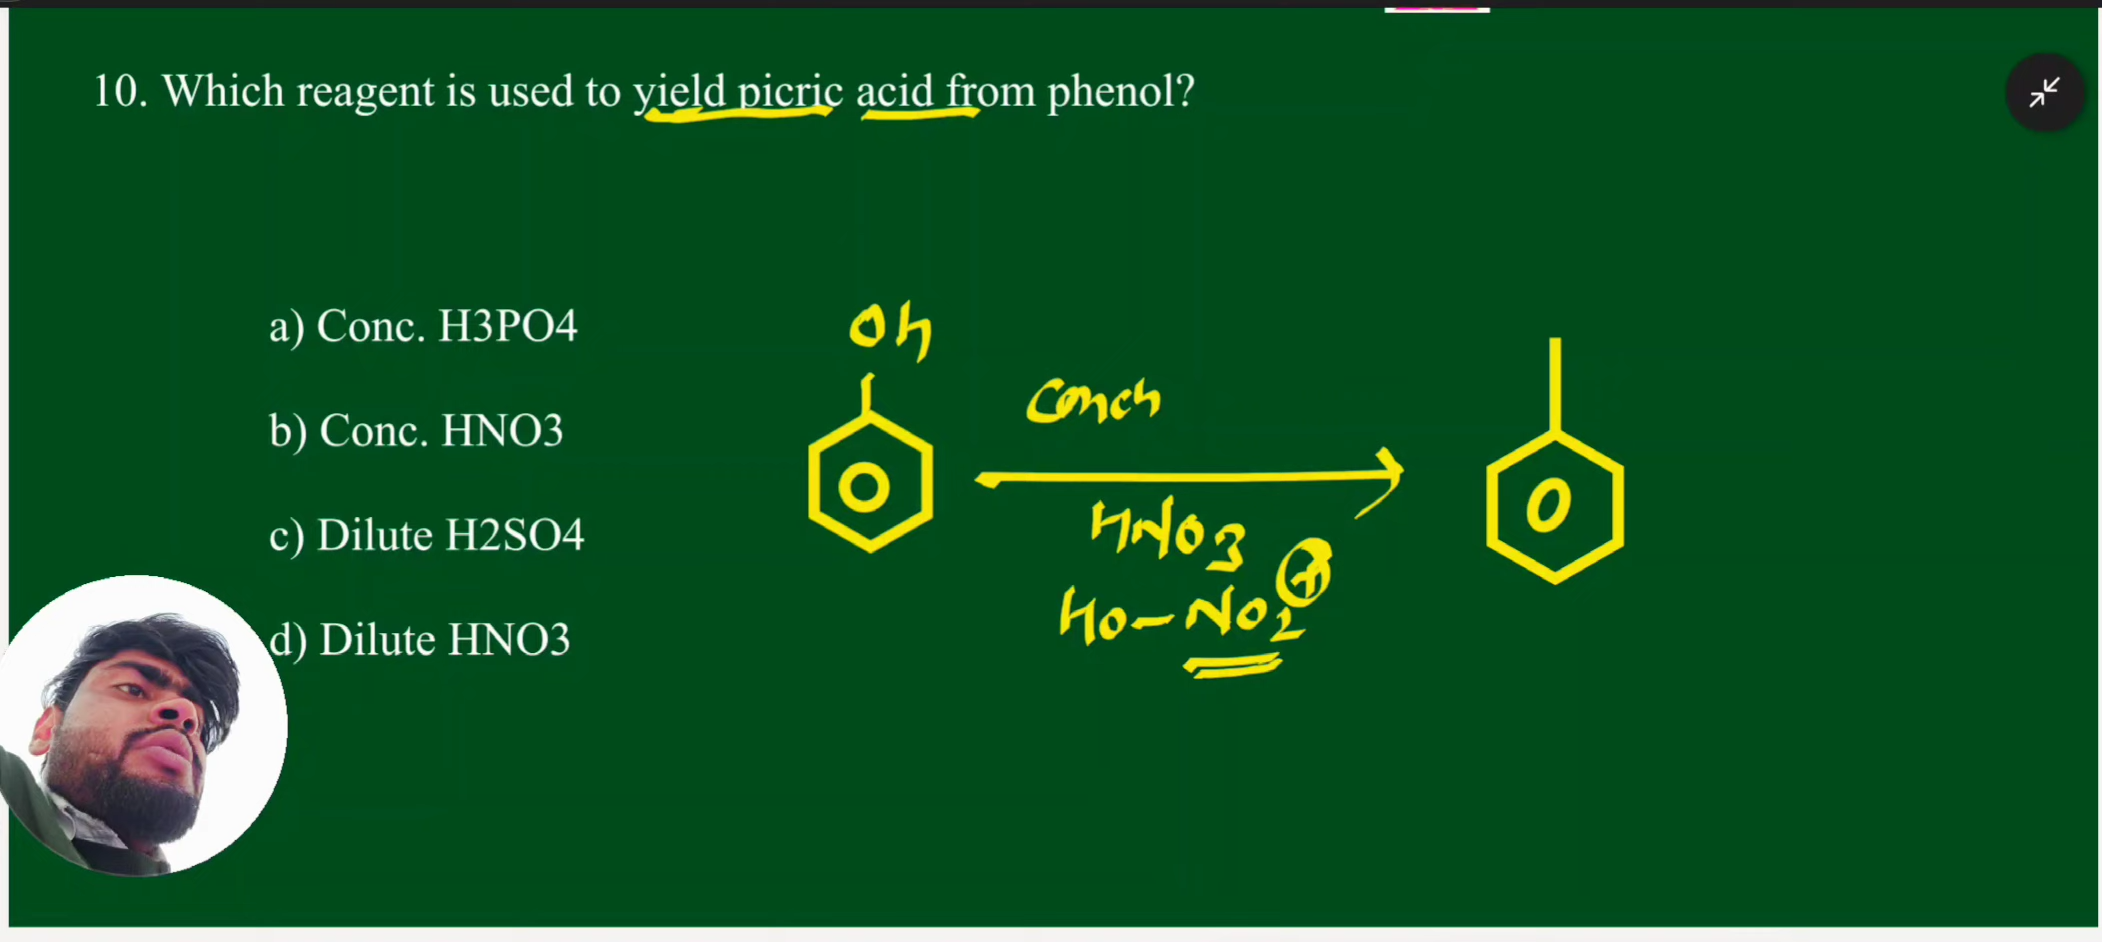 10. Which reagent is used to yield picric acid from phenol?
a) Conc. H3PO4
b) Conc. HNO3
c) Dilute H2SO4
d) Dilute HNO3
Oh
Conch
HNO3
HO-NO2+